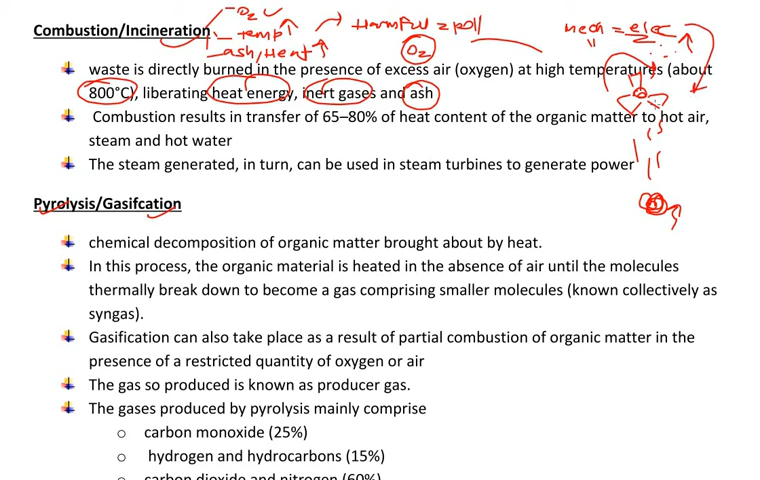 -O₂ ✓
Combustion/Incineration
- temp↑ → Harmful z poll
-ash/Heat ↑
O₂
mech = elec
waste is directly burned in the presence of excess air (oxygen) at high temperatures (about
800°C), liberating heat energy, inert gases and ash
Combustion results in transfer of 65–80% of heat content of the organic matter to hot air,
steam and hot water
The steam generated, in turn, can be used in steam turbines to generate power
Pyrolysis/Gasifcation
chemical decomposition of organic matter brought about by heat.
In this process, the organic material is heated in the absence of air until the molecules
thermally break down to become a gas comprising smaller molecules (known collectively as
syngas).
Gasification can also take place as a result of partial combustion of organic matter in the
presence of a restricted quantity of oxygen or air
The gas so produced is known as producer gas.
The gases produced by pyrolysis mainly comprise
o carbon monoxide (25%)
o hydrogen and hydrocarbons (15%)
o carbon dioxide and nitrogen (60%)